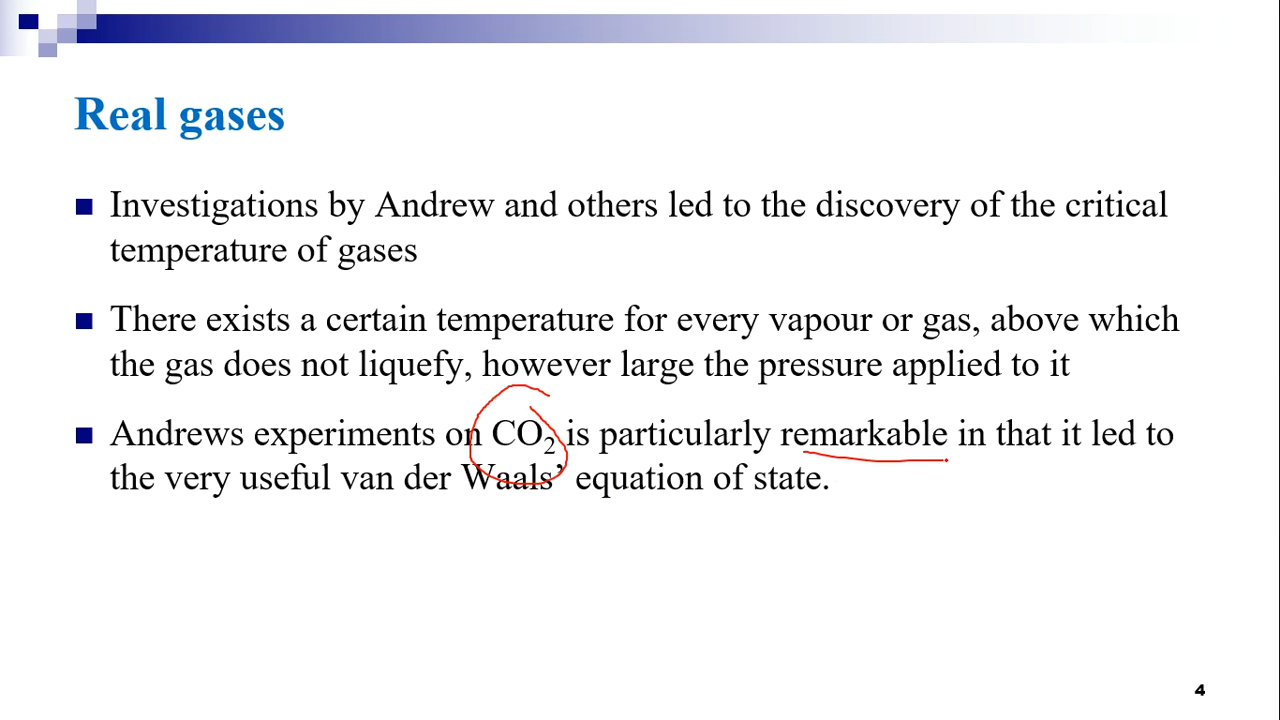 Real gases
Investigations by Andrew and others led to the discovery of the critical
temperature of gases
There exists a certain temperature for every vapour or gas, above which
the gas does not liquefy, however large the pressure applied to it
Andrews experiments on CO₂ is particularly remarkable in that it led to
the very useful van der Waals’ equation of state.
4